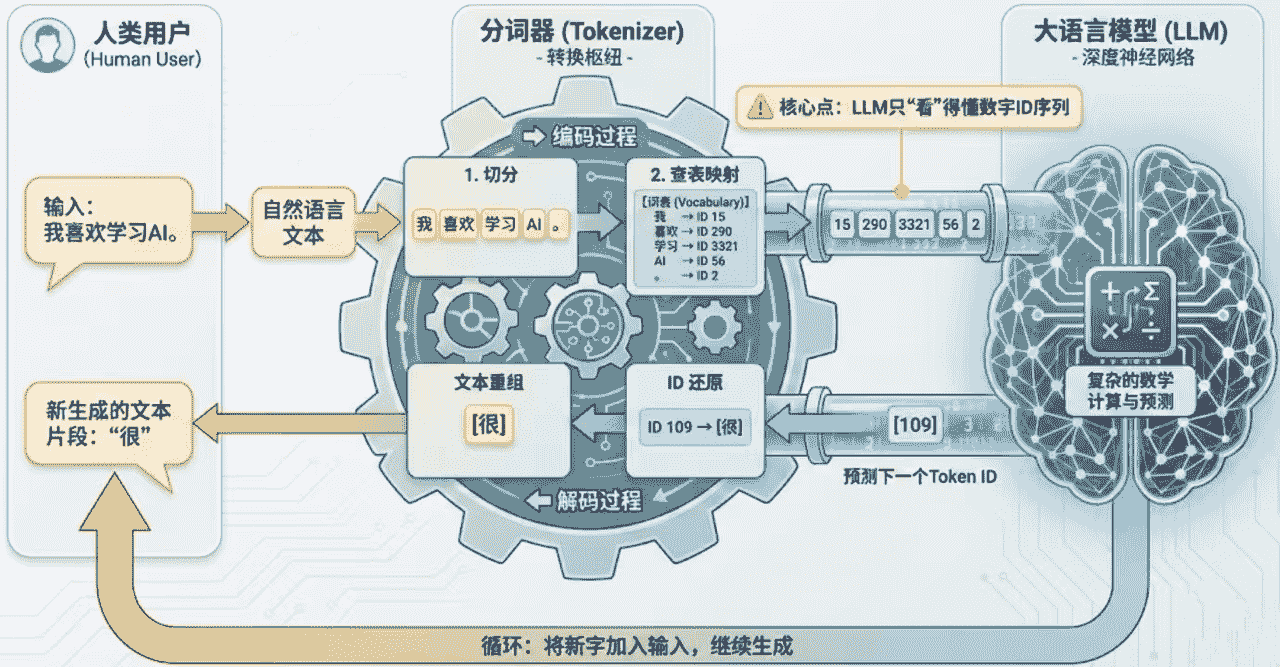 人类用户
(Human User)
分词器 (Tokenizer)
- 转换枢纽 -
大语言模型 (LLM)
- 深度神经网络
核心点：LLM只“看”得懂数字ID序列
编码过程
输入：
我喜欢学习AI。
自然语言
文本
1. 切分
我 喜欢 学习 AI 。
2. 查表映射
【词表 (Vocabulary)】
我 → ID 15
喜欢 → ID 290
学习 → ID 3321
AI → ID 56
。 → ID 2
15 290 3321 56 2
复杂的数学
计算与预测
[109]
预测下一个Token ID
ID 还原
ID 109 → [很]
文本重组
[很]
解码过程
新生成的文本
片段：“很”
循环：将新字加入输入，继续生成